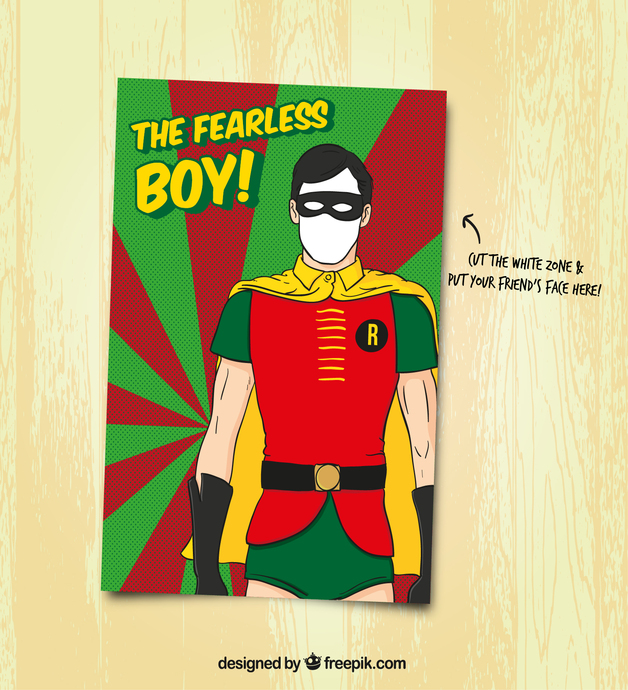 THE FEARLESS
BOY!
R
CUT THE WHITE ZONE &
PUT YOUR FRIEND'S FACE HERE!
designed by freepik.com